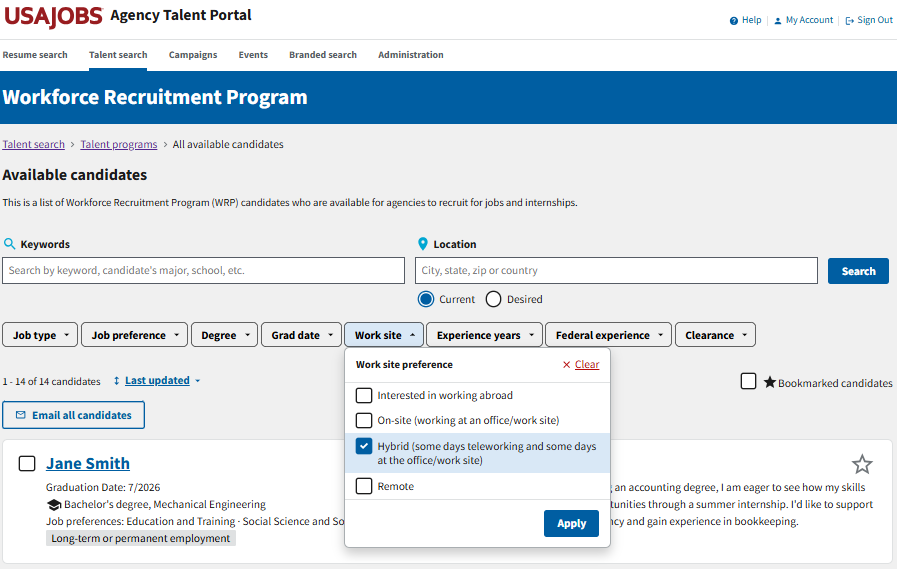 USAJOBS Agency Talent Portal
Help My Account Sign Out
Resume search Talent search Campaigns Events Branded search Administration
Workforce Recruitment Program
Talent search > Talent programs > All available candidates
Available candidates
This is a list of Workforce Recruitment Program (WRP) candidates who are available for agencies to recruit for jobs and internships.
Keywords Location
Search by keyword, candidate's major, school, etc. City, state, zip or country Search
Current Desired
Job type Job preference Degree Grad date Work site Experience years Federal experience Clearance
Work site preference Clear
1 - 14 of 14 candidates Last updated Bookmarked candidates
Interested in working abroad
On-site (working at an office/work site)
Email all candidates
Hybrid (some days teleworking and some days
at the office/work site)
Remote
Apply
Jane Smith
Graduation Date: 7/2026
Bachelor's degree, Mechanical Engineering
Job preferences: Education and Training · Social Science and So
Long-term or permanent employment
an accounting degree, I am eager to see how my skills
tunities through a summer internship. I'd like to support
cy and gain experience in bookkeeping.